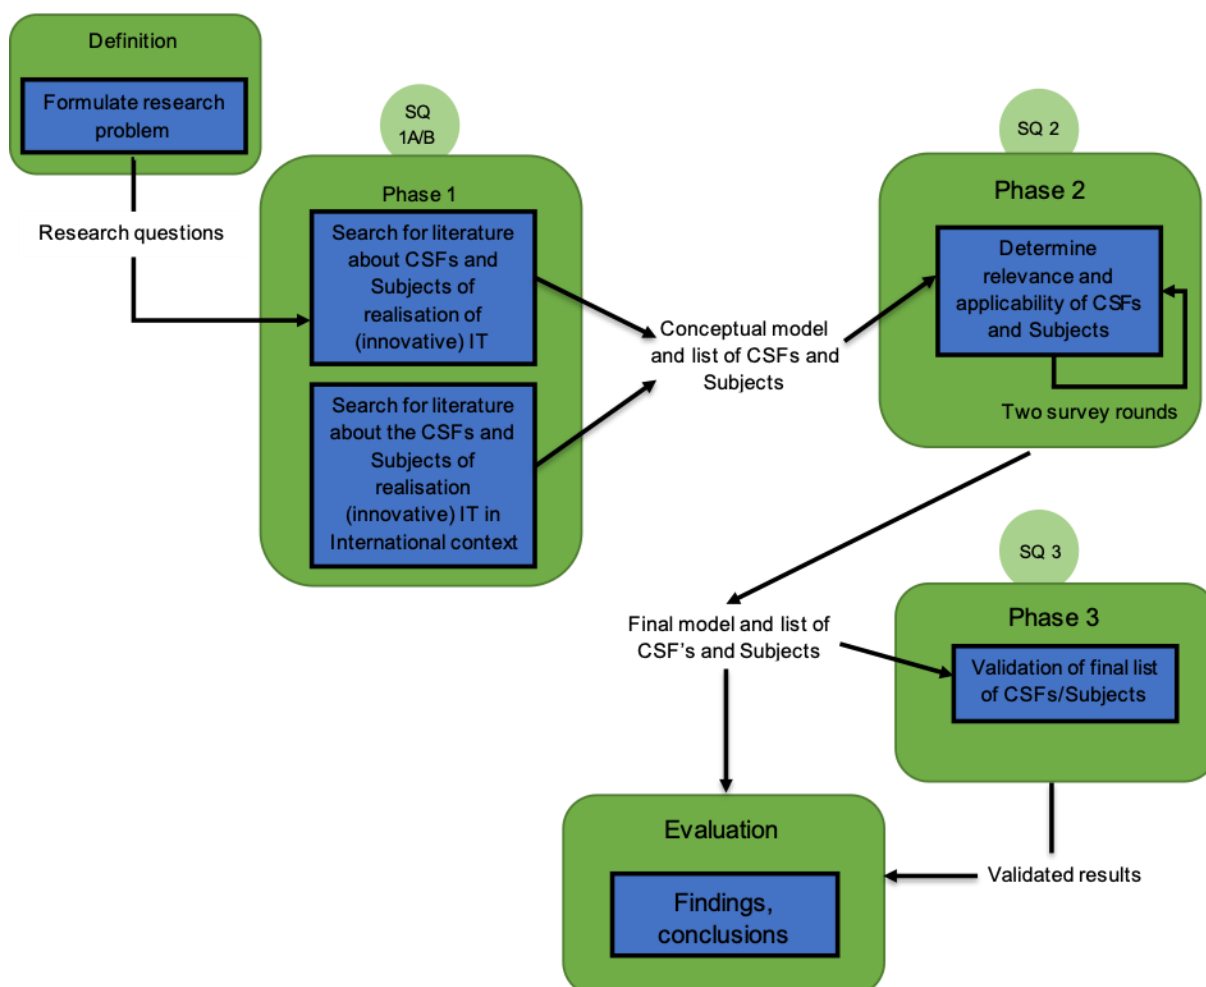 Definition
Formulate research
problem
Research questions
SQ
1A/B
Phase 1
Search for literature
about CSFs and
Subjects of
realisation of
(innovative) IT
Search for literature
about the CSFs and
Subjects of
realisation
(innovative) IT in
International context
Conceptual model
and list of CSFs and
Subjects
SQ 2
Phase 2
Determine
relevance and
applicability of CSFs
and Subjects
Two survey rounds
Final model and list of
CSF's and Subjects
SQ 3
Phase 3
Validation of final list
of CSFs/Subjects
Validated results
Evaluation
Findings,
conclusions